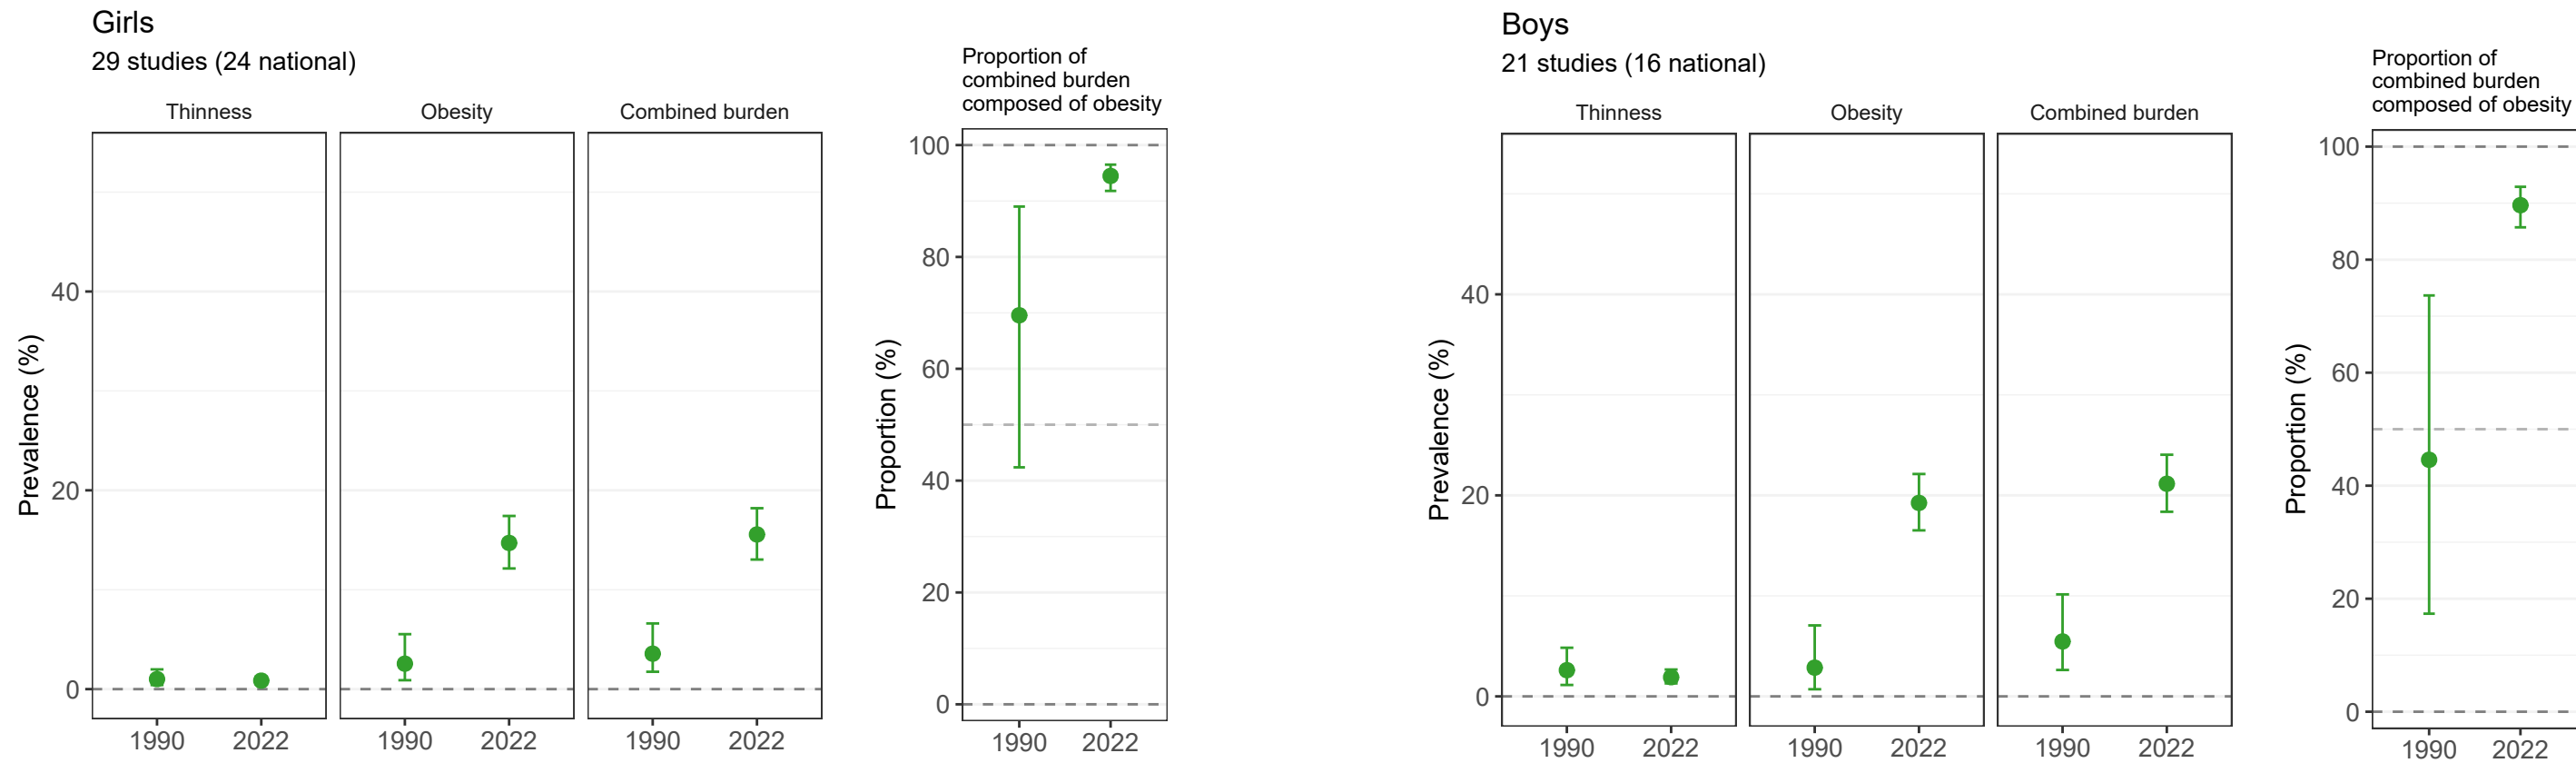 Girls
29 studies (24 national)
Thinness
Obesity
Combined burden
Prevalence (%)
40
20
0
1990 2022
1990 2022
1990 2022
Proportion of
combined burden
composed of obesity
Proportion (%)
100
80
60
40
20
0
1990 2022
Boys
21 studies (16 national)
Thinness
Obesity
Combined burden
Prevalence (%)
40
20
0
1990 2022
1990 2022
1990 2022
Proportion of
combined burden
composed of obesity
Proportion (%)
100
80
60
40
20
0
1990 2022